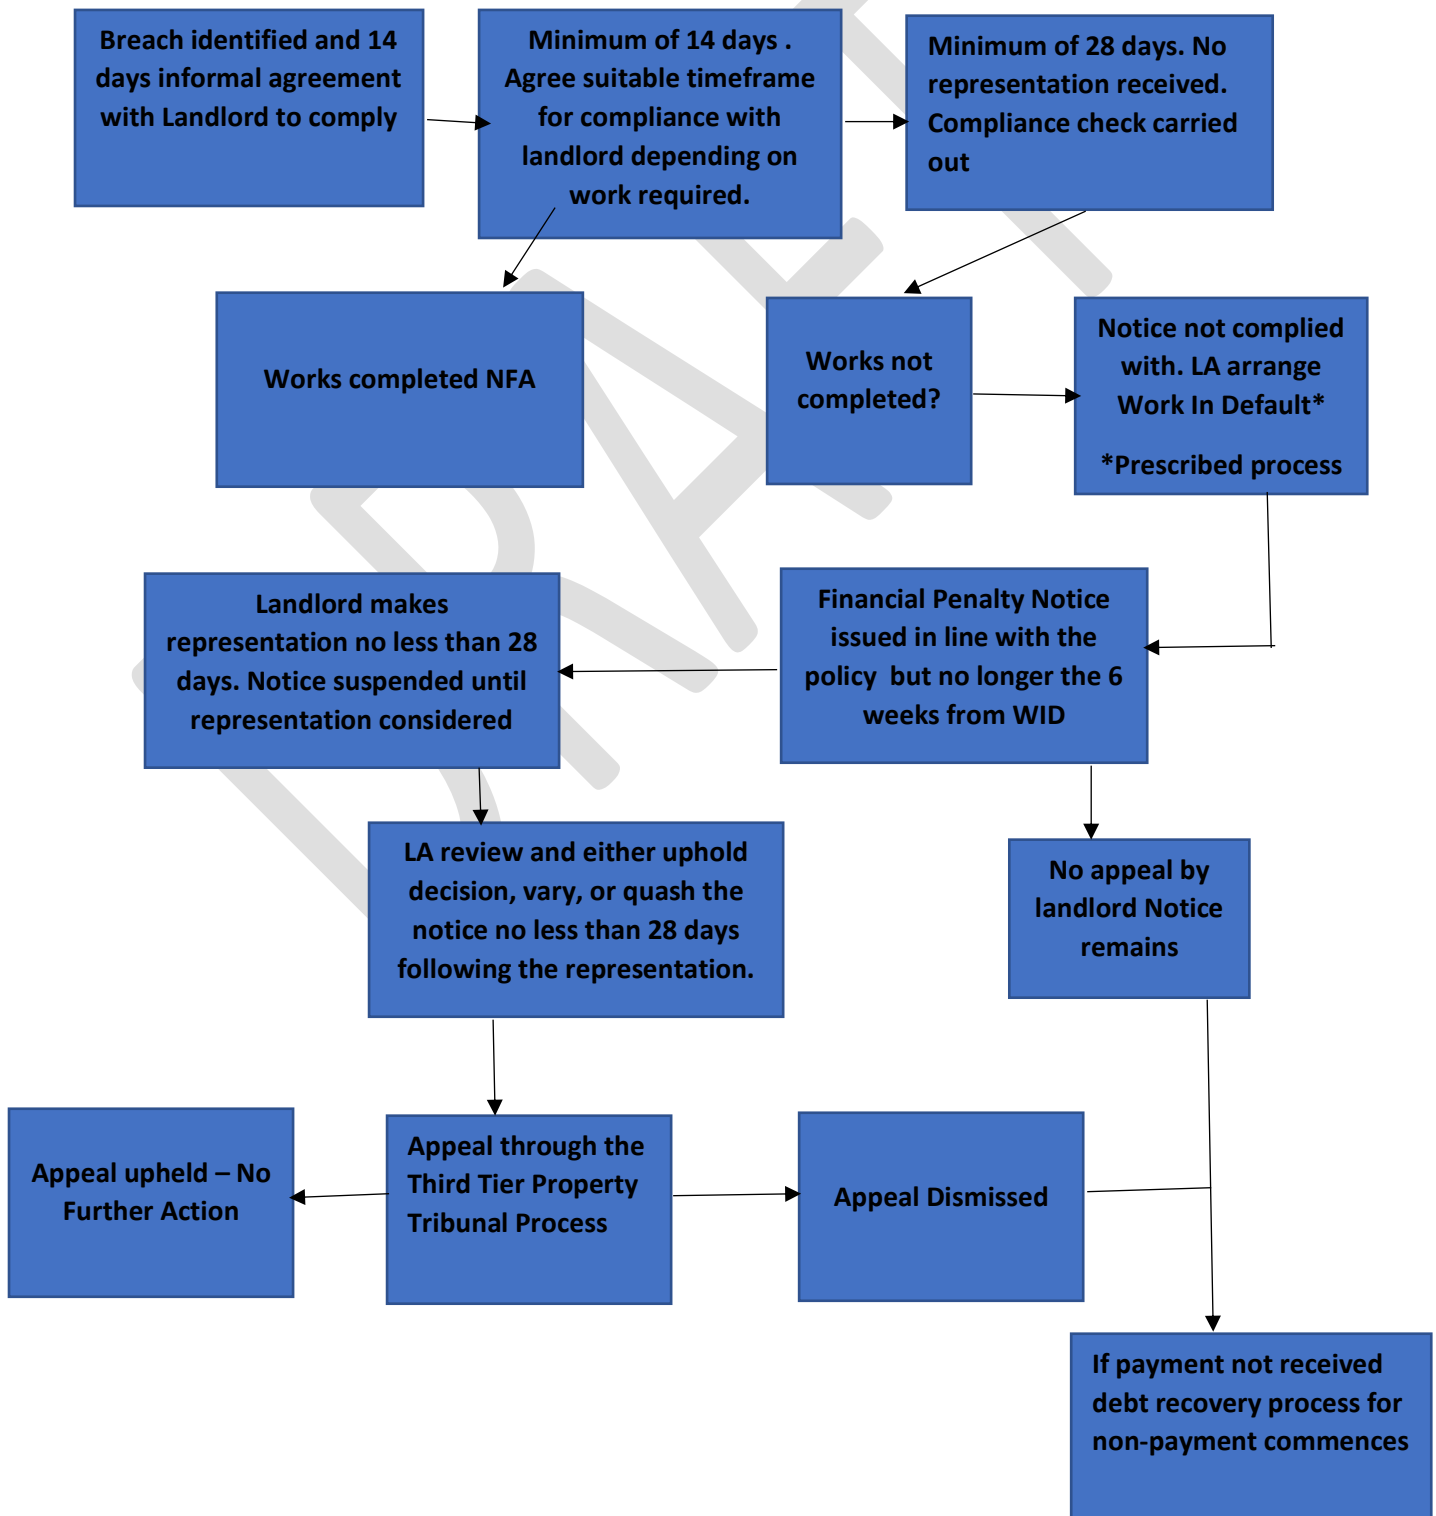 Breach identified and 14
days informal agreement
with Landlord to comply
Minimum of 14 days .
Agree suitable timeframe
for compliance with
landlord depending on
work required.
Minimum of 28 days. No
representation received.
Compliance check carried
out
Works completed NFA
Works not
completed?
Notice not complied
with. LA arrange
Work In Default*
*Prescribed process
Landlord makes
representation no less than 28
days. Notice suspended until
representation considered
Financial Penalty Notice
issued in line with the
policy but no longer the 6
weeks from WID
LA review and either uphold
decision, vary, or quash the
notice no less than 28 days
following the representation.
No appeal by
landlord Notice
remains
Appeal upheld – No
Further Action
Appeal through the
Third Tier Property
Tribunal Process
Appeal Dismissed
If payment not received
debt recovery process for
non-payment commences
DRAFT